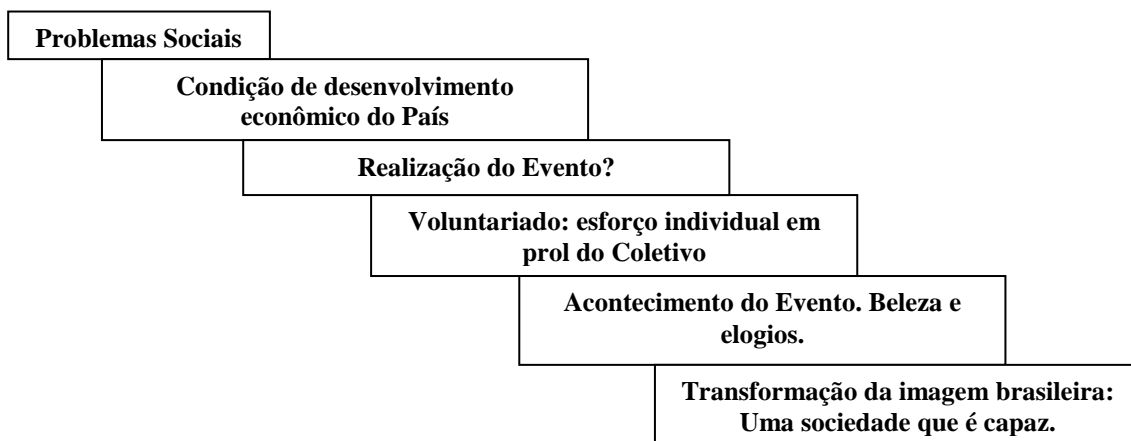 Problemas Sociais
Condição de desenvolvimento
econômico do País
Realização do Evento?
Voluntariado: esforço individual em
prol do Coletivo
Acontecimento do Evento. Beleza e
elogios.
Transformação da imagem brasileira:
Uma sociedade que é capaz.